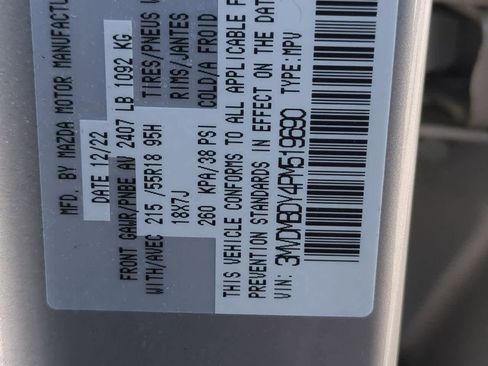 MFD. BY MAZDA MOTOR MANUFACTUR
DATE 12/22
FRONT GAWR/PNBE AV 2407 LB 1092 KG
WITH/AVEC 215 /55R18 95H TIRES/PNEUS
18X7J RIMS/JANTES
260 KPA/38 PSI COLD/A FROID
THIS VEHICLE CONFORMS TO ALL APPLICABLE F
PREVENTION STANDARDS IN EFFECT ON THE DAT
VIN: 3MVDMBDY4PM519690 TYPE: MPV